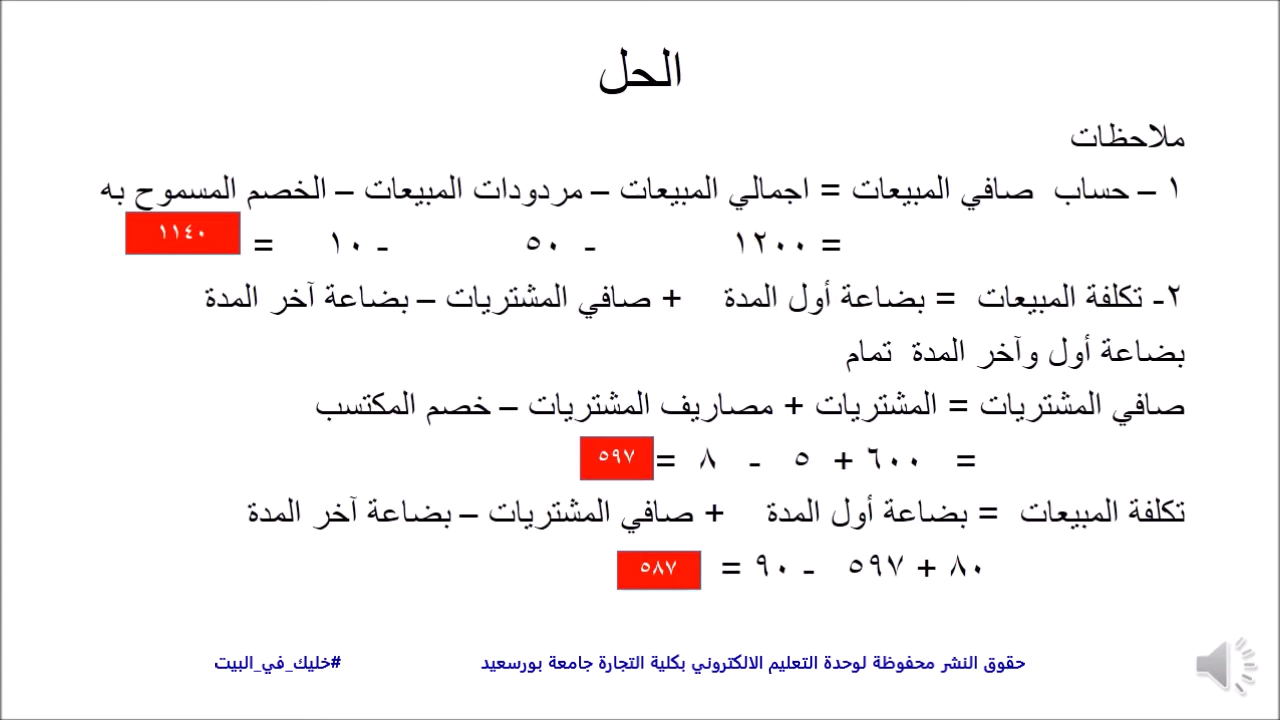 الحل
ملاحظات
١ – حساب صافي المبيعات = اجمالي المبيعات – مردودات المبيعات – الخصم المسموح به
= ١٢٠٠ - ٥٠ - ١٠ = ١١٤٠
٢- تكلفة المبيعات = بضاعة أول المدة + صافي المشتريات – بضاعة آخر المدة
بضاعة أول وآخر المدة تمام
صافي المشتريات = المشتريات + مصاريف المشتريات – خصم المكتسب
= ٦٠٠ + ٥ - ٨ = ٥٩٧
تكلفة المبيعات = بضاعة أول المدة + صافي المشتريات – بضاعة آخر المدة
٨٠ + ٥٩٧ - ٩٠ = ٥٨٧
حقوق النشر محفوظة لوحدة التعليم الالكتروني بكلية التجارة جامعة بورسعيد #خليك_في_البيت